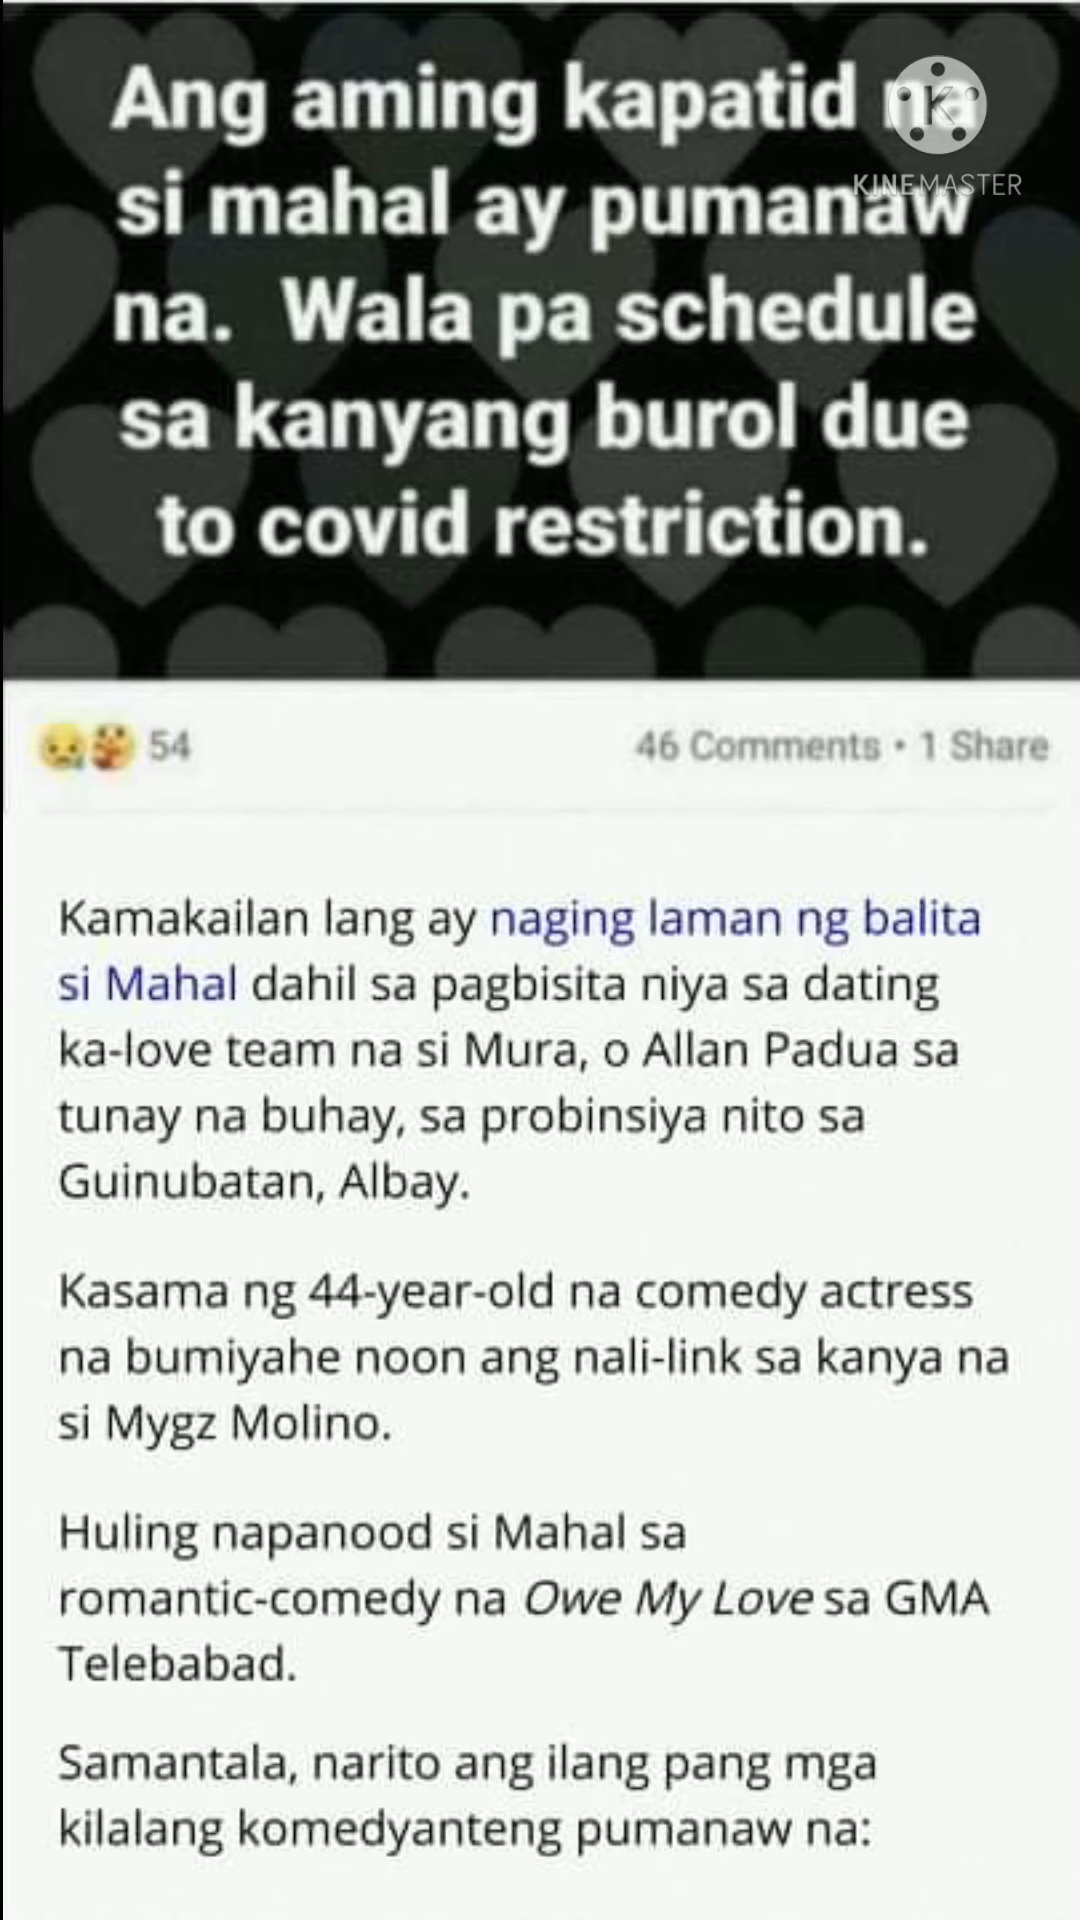 Ang aming kapatid na
si mahal ay pumanaw
na. Wala pa schedule
sa kanyang burol due
to covid restriction.
K
KINEMASTER
54
46 Comments • 1 Share
Kamakailan lang ay naging laman ng balita
si Mahal dahil sa pagbisita niya sa dating
ka-love team na si Mura, o Allan Padua sa
tunay na buhay, sa probinsiya nito sa
Guinubatan, Albay.
Kasama ng 44-year-old na comedy actress
na bumiyahe noon ang nali-link sa kanya na
si Mygz Molino.
Huling napanood si Mahal sa
romantic-comedy na Owe My Love sa GMA
Telebabad.
Samantala, narito ang ilang pang mga
kilalang komedyanteng pumanaw na: